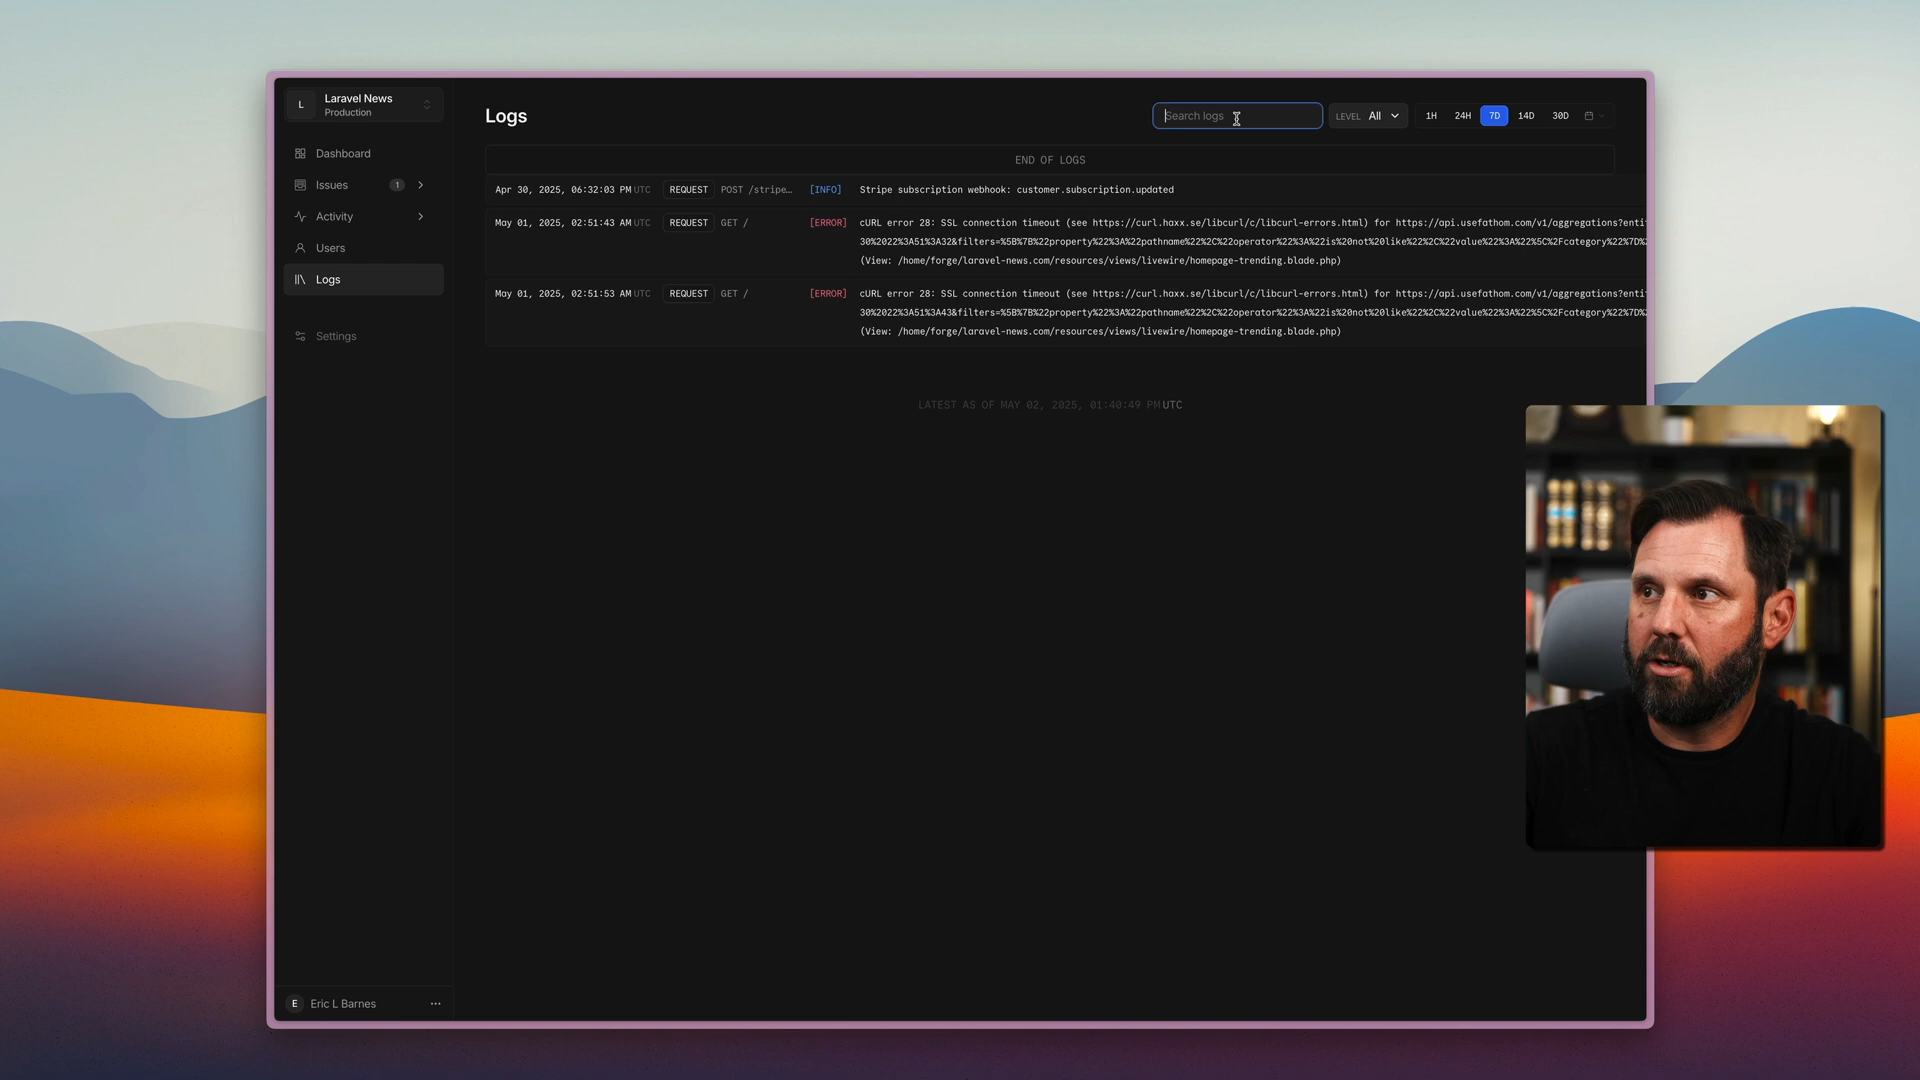 L
Laravel News
Production
Dashboard
Issues 1
Activity
Users
Logs
Settings
E Eric L Barnes
Logs
Search logs
LEVEL All
1H 24H 7D 14D 30D
END OF LOGS
Apr 30, 2025, 06:32:03 PM UTC REQUEST POST /stripe… [INFO] Stripe subscription webhook: customer.subscription.updated
May 01, 2025, 02:51:43 AM UTC REQUEST GET / [ERROR] cURL error 28: SSL connection timeout (see https://curl.haxx.se/libcurl/c/libcurl-errors.html) for https://api.usefathom.com/v1/aggregations?enti
30%2022%3A51%3A32&filters=%5B%7B%22property%22%3A%22pathname%22%2C%22operator%22%3A%22is%20not%20like%22%2C%22value%22%3A%22%5C%2Fcategory%22%7D%
(View: /home/forge/laravel-news.com/resources/views/livewire/homepage-trending.blade.php)
May 01, 2025, 02:51:53 AM UTC REQUEST GET / [ERROR] cURL error 28: SSL connection timeout (see https://curl.haxx.se/libcurl/c/libcurl-errors.html) for https://api.usefathom.com/v1/aggregations?enti
30%2022%3A51%3A43&filters=%5B%7B%22property%22%3A%22pathname%22%2C%22operator%22%3A%22is%20not%20like%22%2C%22value%22%3A%22%5C%2Fcategory%22%7D%
(View: /home/forge/laravel-news.com/resources/views/livewire/homepage-trending.blade.php)
LATEST AS OF MAY 02, 2025, 01:40:49 PM UTC